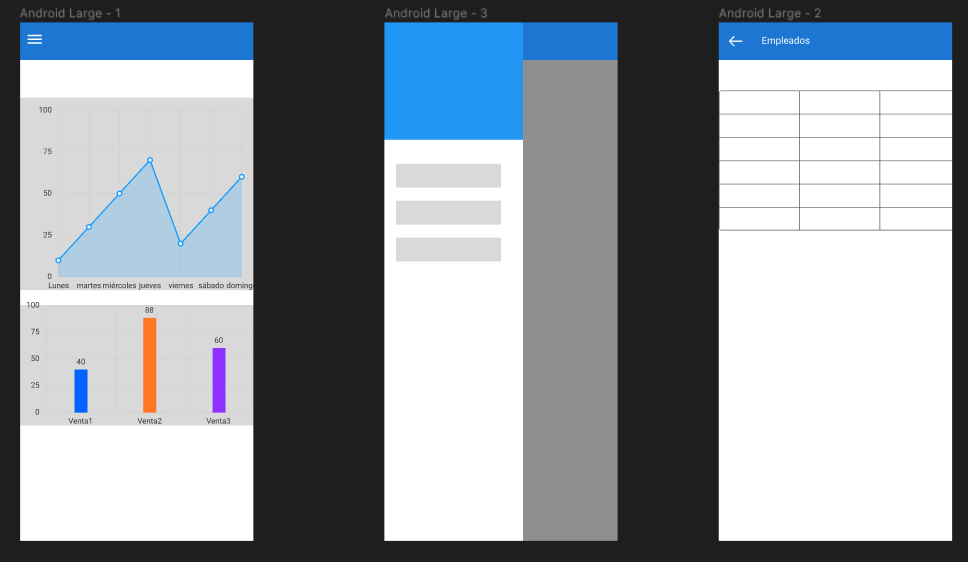 Android Large - 1
Android Large - 3
Android Large - 2
Empleados
100
75
50
25
0
Lunes martes miércoles jueves viernes sábado doming
100
75
50
25
0
40
88
60
Venta1 Venta2 Venta3